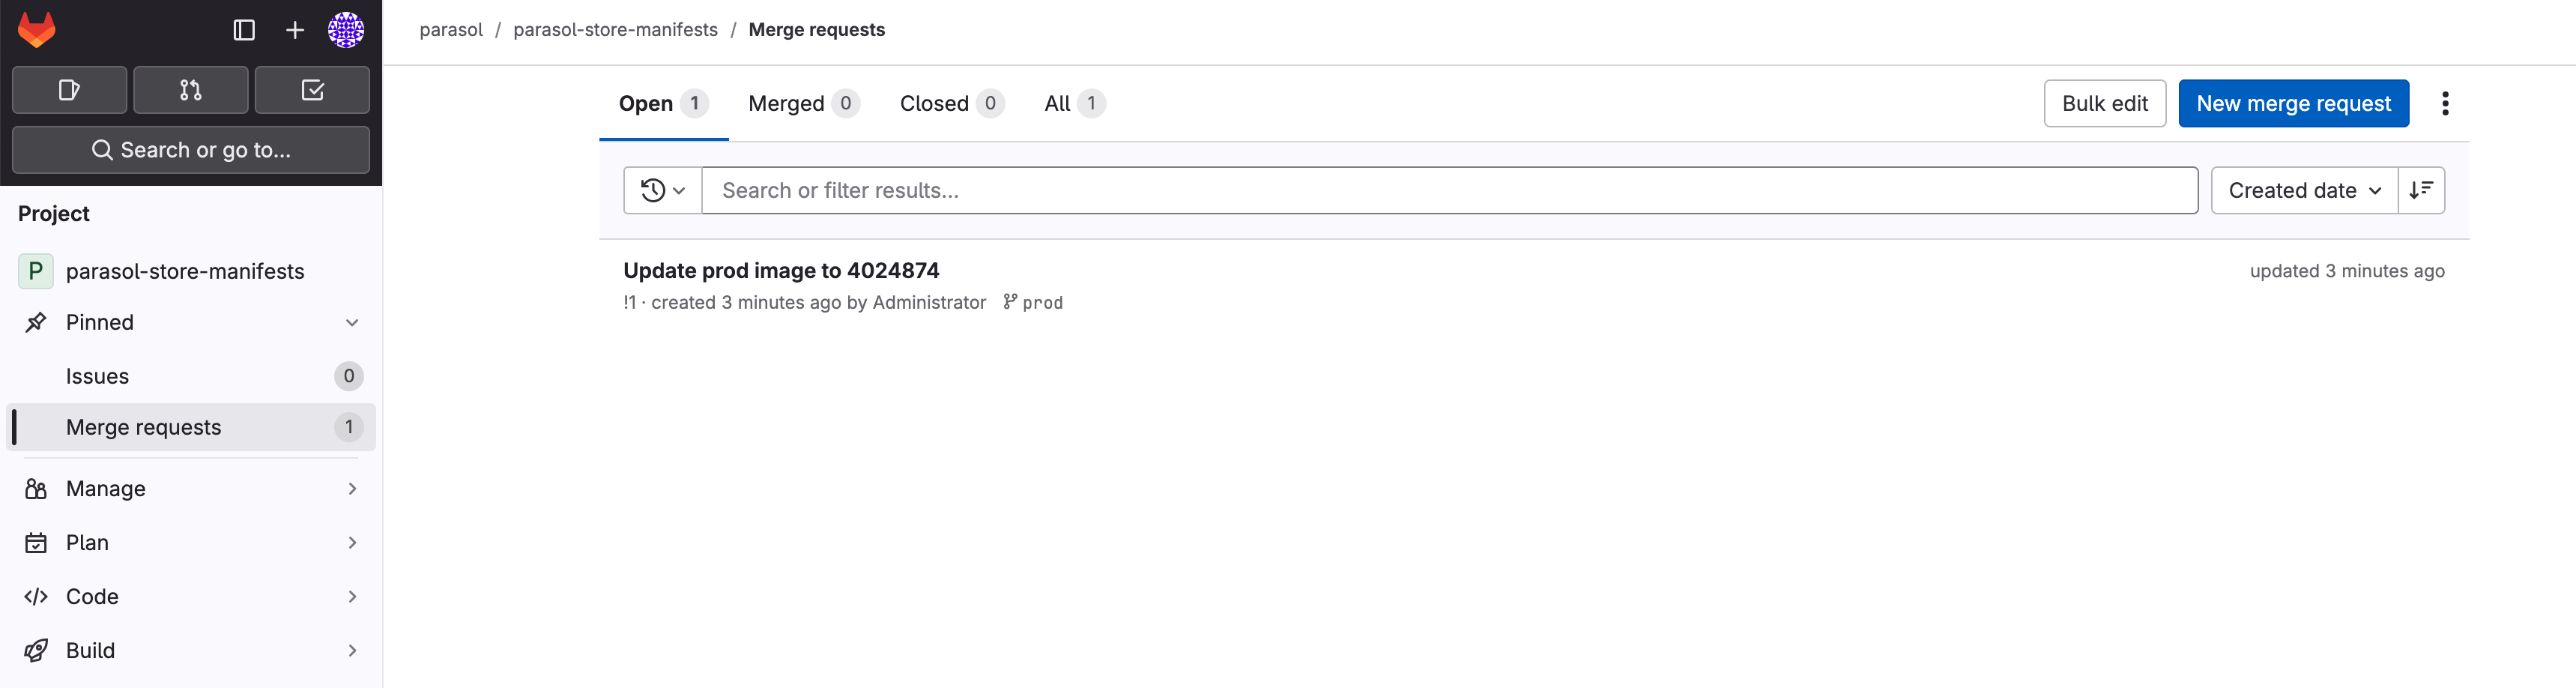 Search or go to...
Project
P parasol-store-manifests
Pinned
Issues 0
Merge requests 1
Manage
Plan
Code
Build
parasol / parasol-store-manifests / Merge requests
Open 1 Merged 0 Closed 0 All 1 Bulk edit New merge request
Search or filter results... Created date
Update prod image to 4024874 updated 3 minutes ago
!1 · created 3 minutes ago by Administrator prod